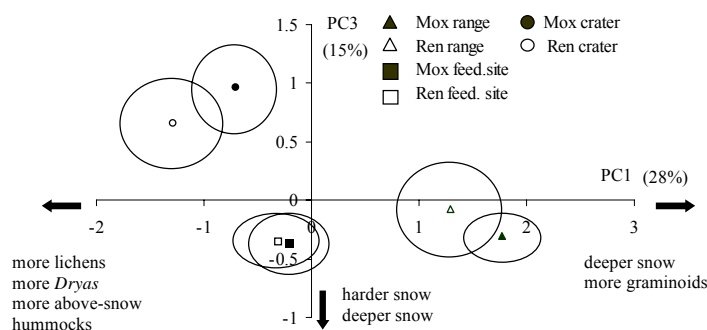 1.5
PC3
(15%)
Mox range
Mox crater
Ren range
Ren crater
Mox feed.site
Ren feed. site
1
0.5
PC1 (28%)
0
-2
-1
0
1
2
3
-0.5
-1
more lichens
more Dryas
more above-snow
hummocks
harder snow
deeper snow
deeper snow
more graminoids